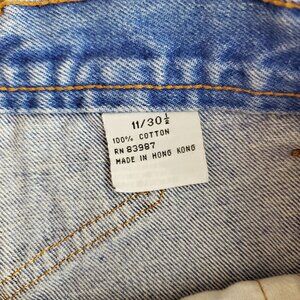 11/30½
100% COTTON
RN 83987
MADE IN HONG KONG